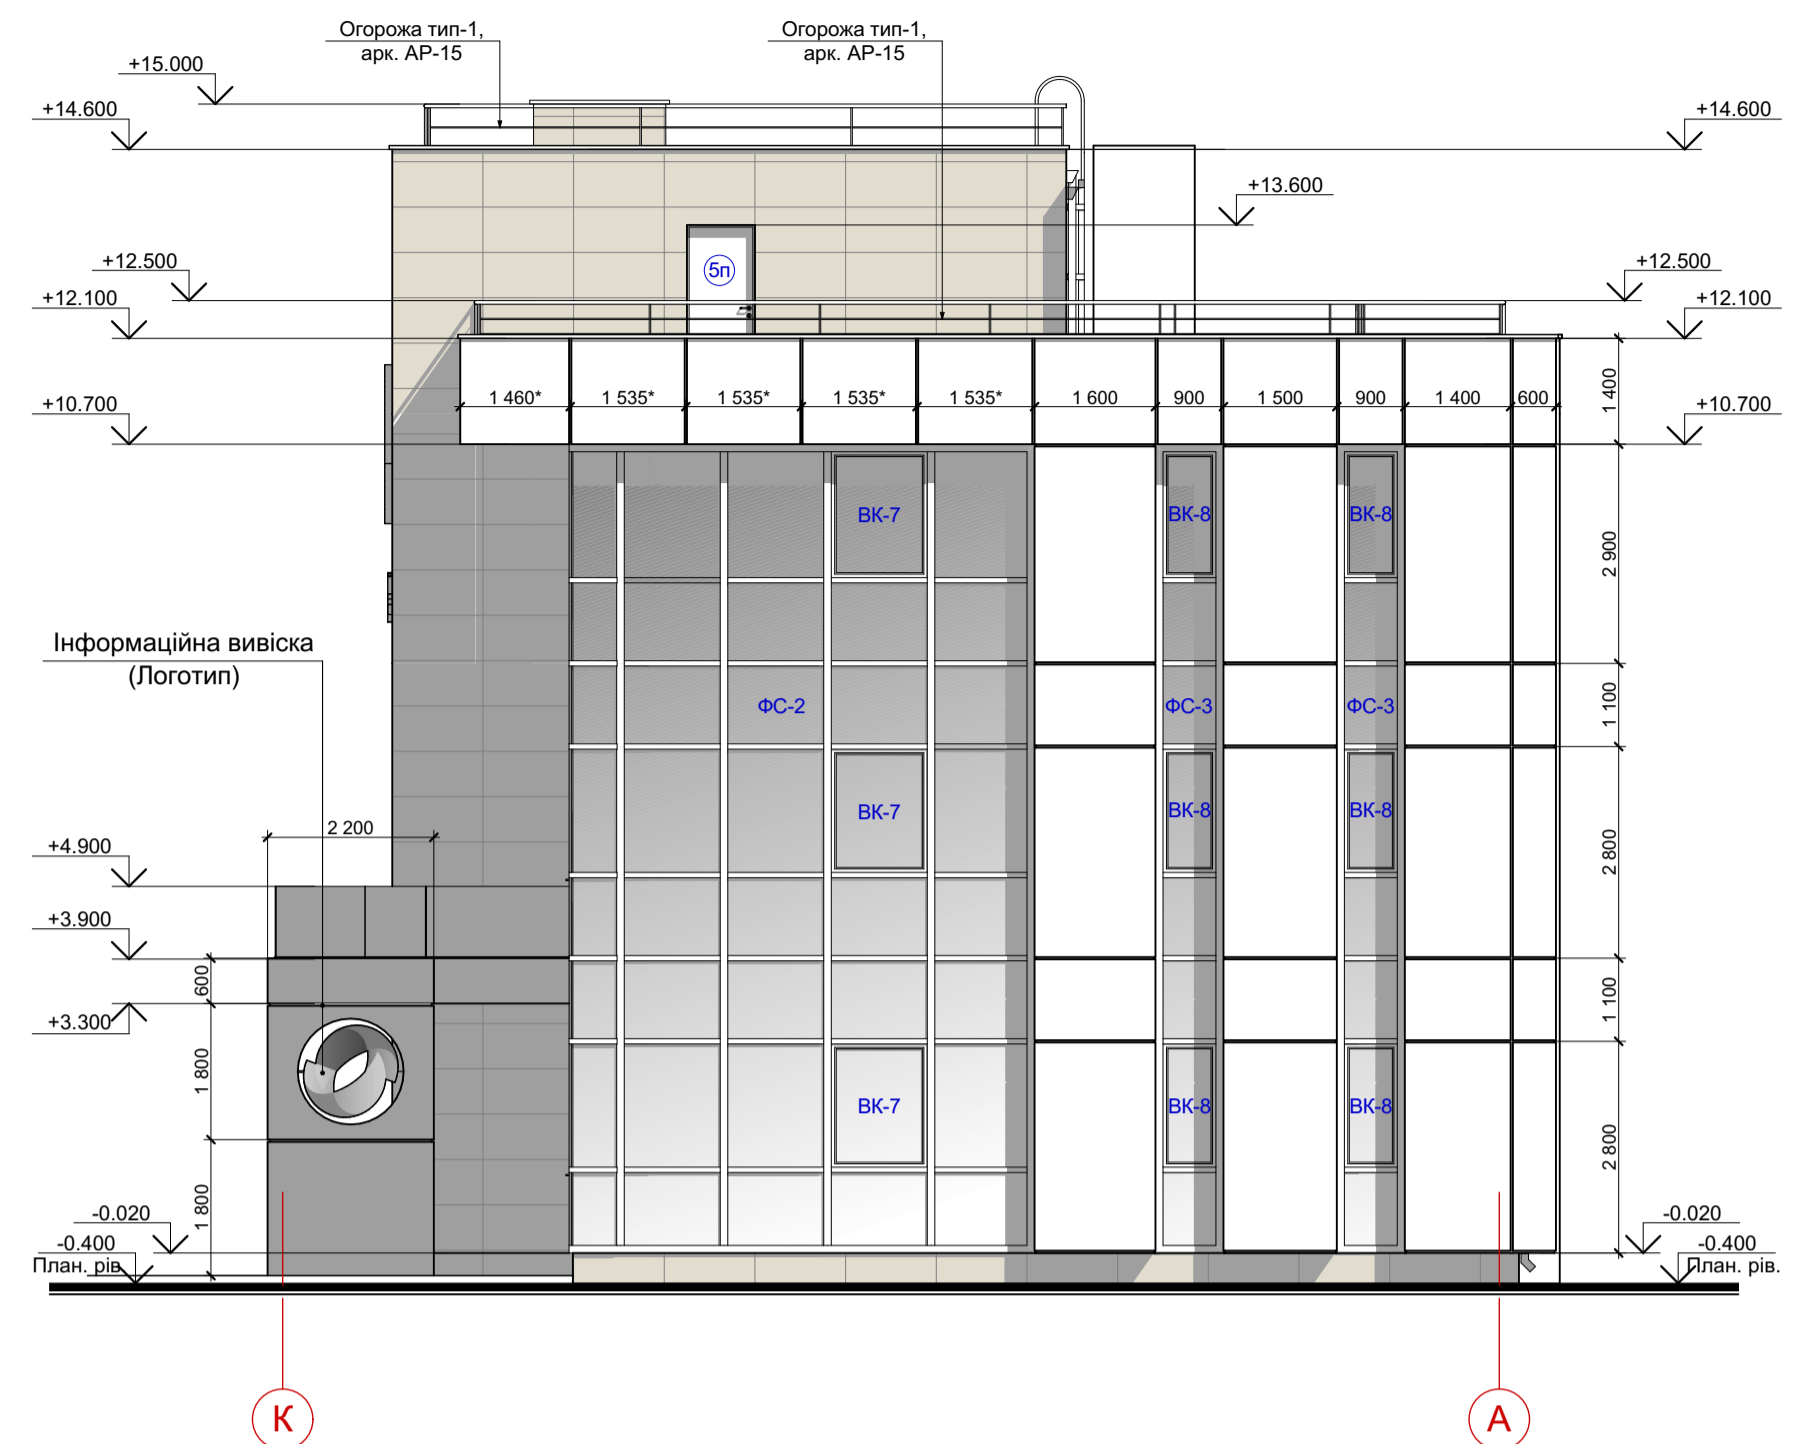 Огорожа тип-1,
арк. АР-15
Огорожа тип-1,
арк. АР-15
+15.000
+14.600
+14.600
+13.600
5п
+12.500
+12.500
+12.100
+12.100
1 460*
1 535*
1 535*
1 535*
1 535*
1 600
900
1 500
900
1 400
600
1 400
+10.700
+10.700
ВК-7
ВК-8
ВК-8
2 900
Інформаційна вивіска
(Логотип)
ФС-2
ФС-3
ФС-3
1 100
ВК-7
ВК-8
ВК-8
2 200
2 800
+4.900
+3.900
600
1 100
+3.300
1 800
ВК-7
ВК-8
ВК-8
2 800
1 800
-0.020
-0.020
-0.400
План. рів.
-0.400
План. рів.
К
А